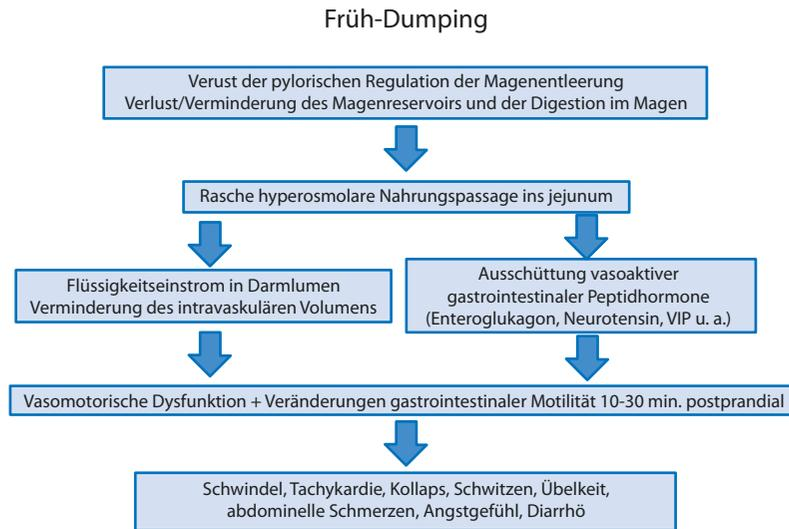 Früh-Dumping
Verust der pylorischen Regulation der Magenentleerung
Verlust/Verminderung des Magenreservoirs und der Digestion im Magen
Rasche hyperosmolare Nahrungspassage ins jejunum
Flüssigkeitseinstrom in Darmlumen
Verminderung des intravaskulären Volumens
Ausschüttung vasoaktiver
gastrointestinaler Peptidhormone
(Enteroglukagon, Neurotensin, VIP u. a.)
Vasomotorische Dysfunktion + Veränderungen gastrointestinaler Motilität 10-30 min. postprandial
Schwindel, Tachykardie, Kollaps, Schwitzen, Übelkeit,
abdominelle Schmerzen, Angstgefühl, Diarrhö